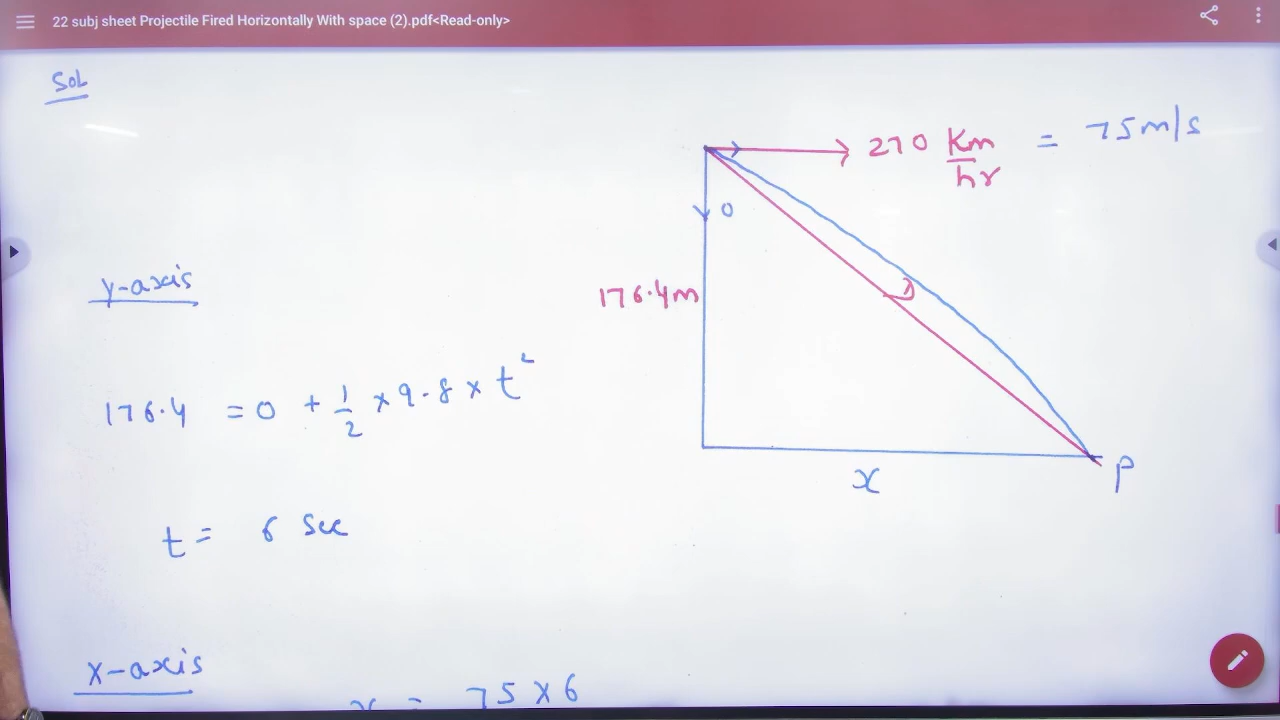 22 subj sheet Projectile Fired Horizontally With space (2).pdf<Read-only>
Sol
270 Km/hr = 75 m/s
0
y-axis
176.4m
176.4 = 0 + 1/2 × 9.8 × t²
x
P
t = 6 Sec
x-axis
x = 75 × 6